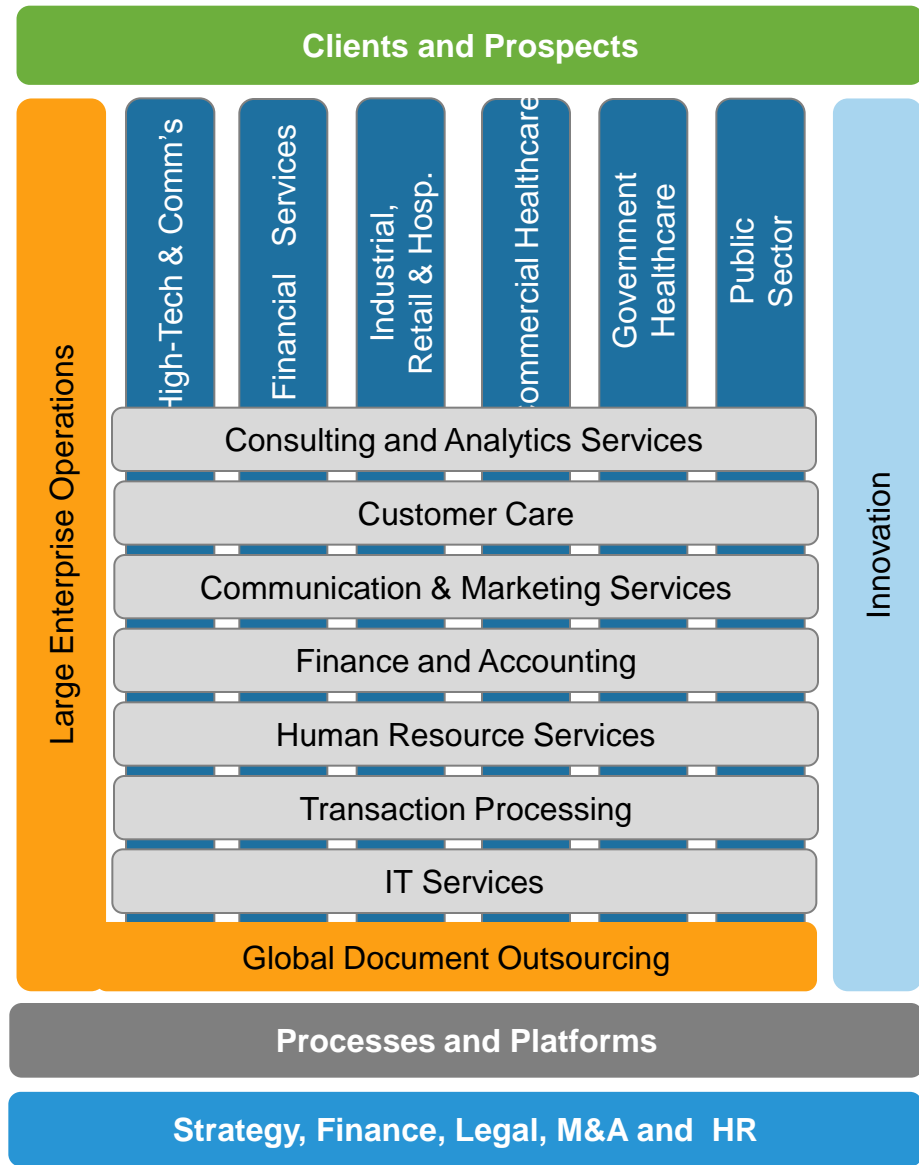 Clients and Prospects
Large Enterprise Operations
High-Tech & Comm's
Financial Services
Industrial,
Retail & Hosp.
Commercial Healthcare
Government
Healthcare
Public
Sector
Innovation
Consulting and Analytics Services
Customer Care
Communication & Marketing Services
Finance and Accounting
Human Resource Services
Transaction Processing
IT Services
Global Document Outsourcing
Processes and Platforms
Strategy, Finance, Legal, M&A and HR